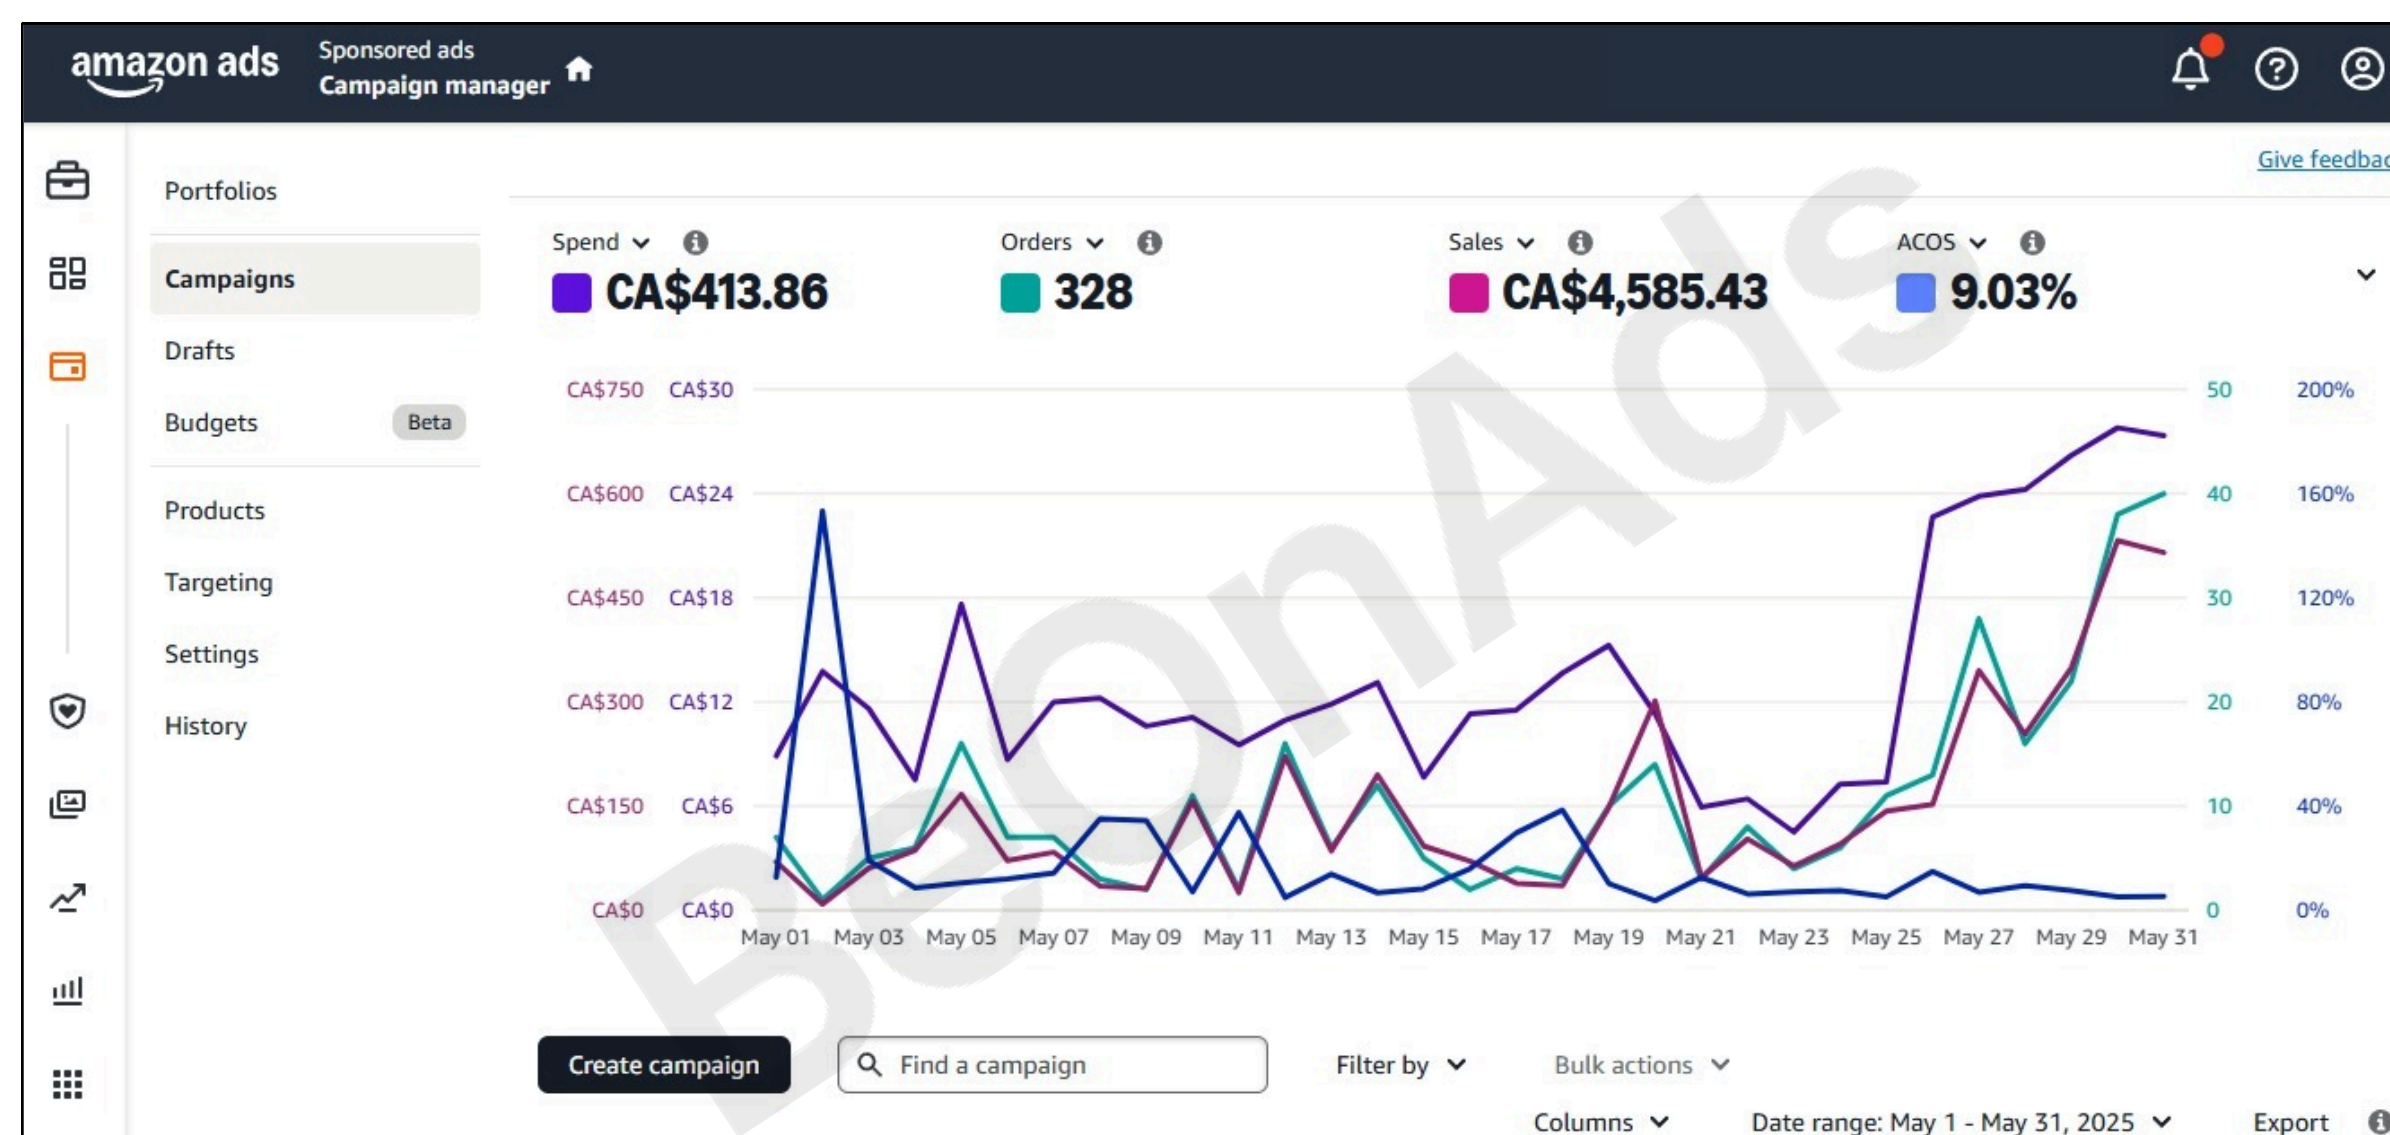 amazon ads
Sponsored ads
Campaign manager
Give feedbac
Portfolios
Campaigns
Drafts
Budgets Beta
Products
Targeting
Settings
History
Spend Orders Sales ACOS
CA$413.86 328 CA$4,585.43 9.03%
CA$750 CA$30 50 200%
CA$600 CA$24 40 160%
CA$450 CA$18 30 120%
CA$300 CA$12 20 80%
CA$150 CA$6 10 40%
CA$0 CA$0 0 0%
May 01 May 03 May 05 May 07 May 09 May 11 May 13 May 15 May 17 May 19 May 21 May 23 May 25 May 27 May 29 May 31
BeOnAds
Create campaign Find a campaign Filter by Bulk actions
Columns Date range: May 1 - May 31, 2025 Export